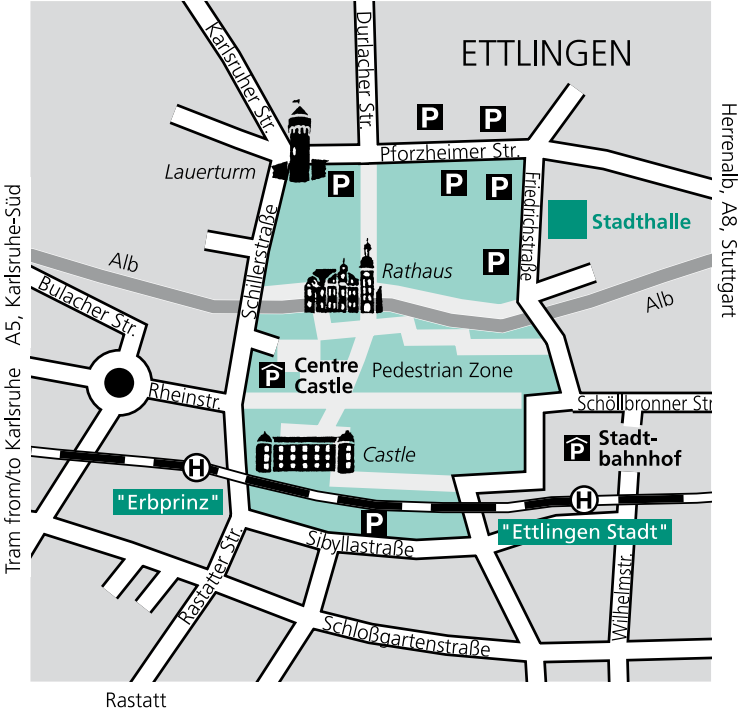 ETTLINGEN
Karlsruher Str.
Durlacher Str.
P
P
Pforzheimer Str.
Lauerturm
P
P
P
Friedrichstraße
Stadthalle
Herrenalb, A8, Stuttgart
A5, Karlsruhe-Süd
Schillerstraße
Alb
Rathaus
P
Alb
Bulacher Str.
Centre
Castle
P
Pedestrian Zone
Rheinstr.
Schöllbronner Str
P
Stadt-
bahnhof
Castle
Tram from/to Karlsruhe
H
"Erbprinz"
H
"Ettlingen Stadt"
P
Sibyllastraße
Rastatter Str.
Wilhelmstr.
Schloßgartenstraße
Rastatt